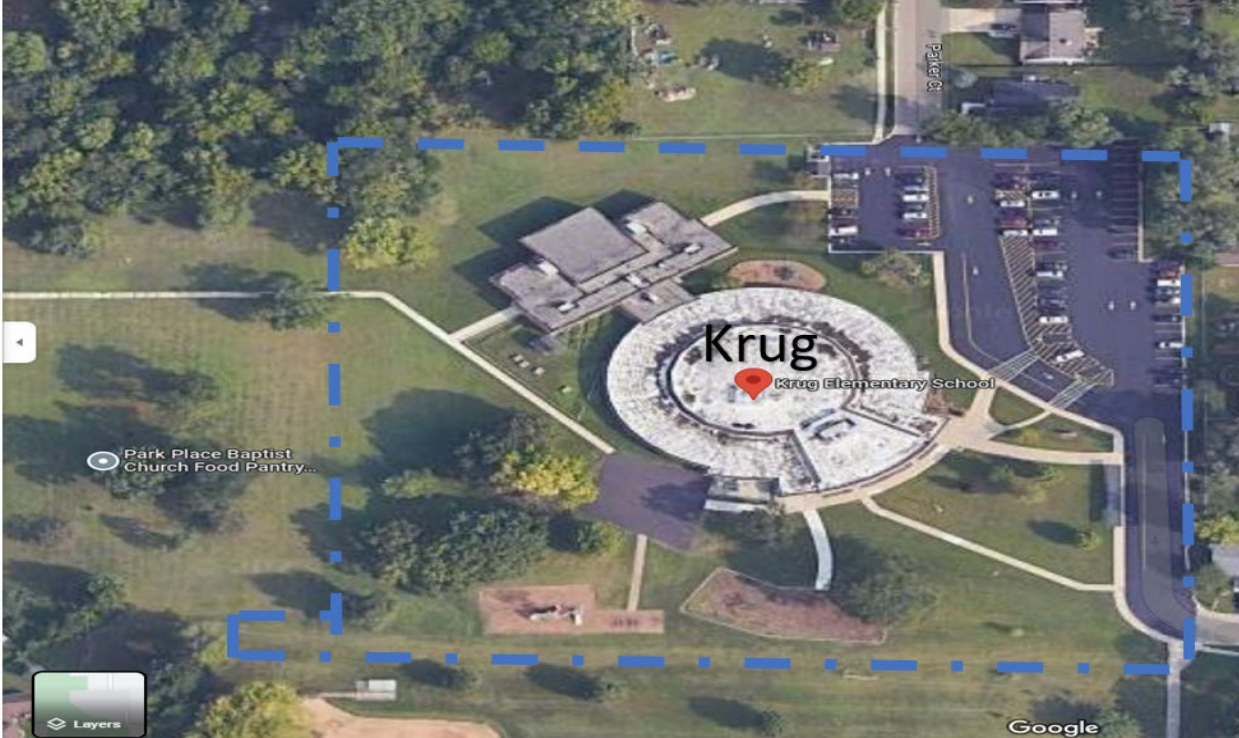 Parker Ct
Krug
Krug Elementary School
Park Place Baptist
Church Food Pantry...
Layers
Google